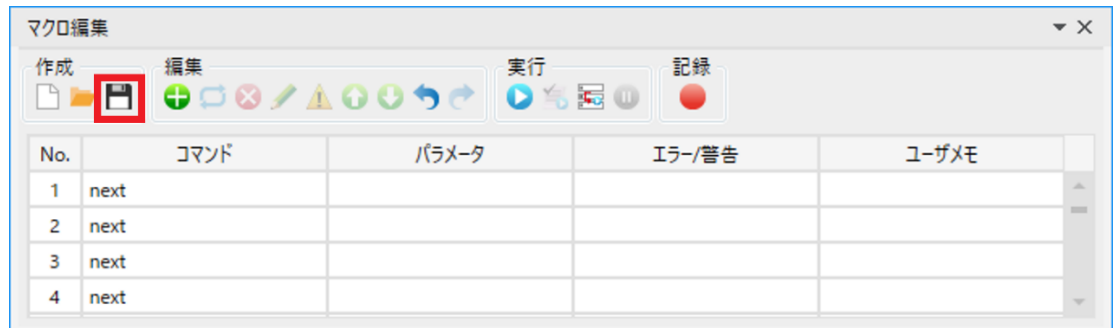 マクロ編集
作成 編集 実行 記録
No. コマンド パラメータ エラー/警告 ユーザメモ
1 next
2 next
3 next
4 next